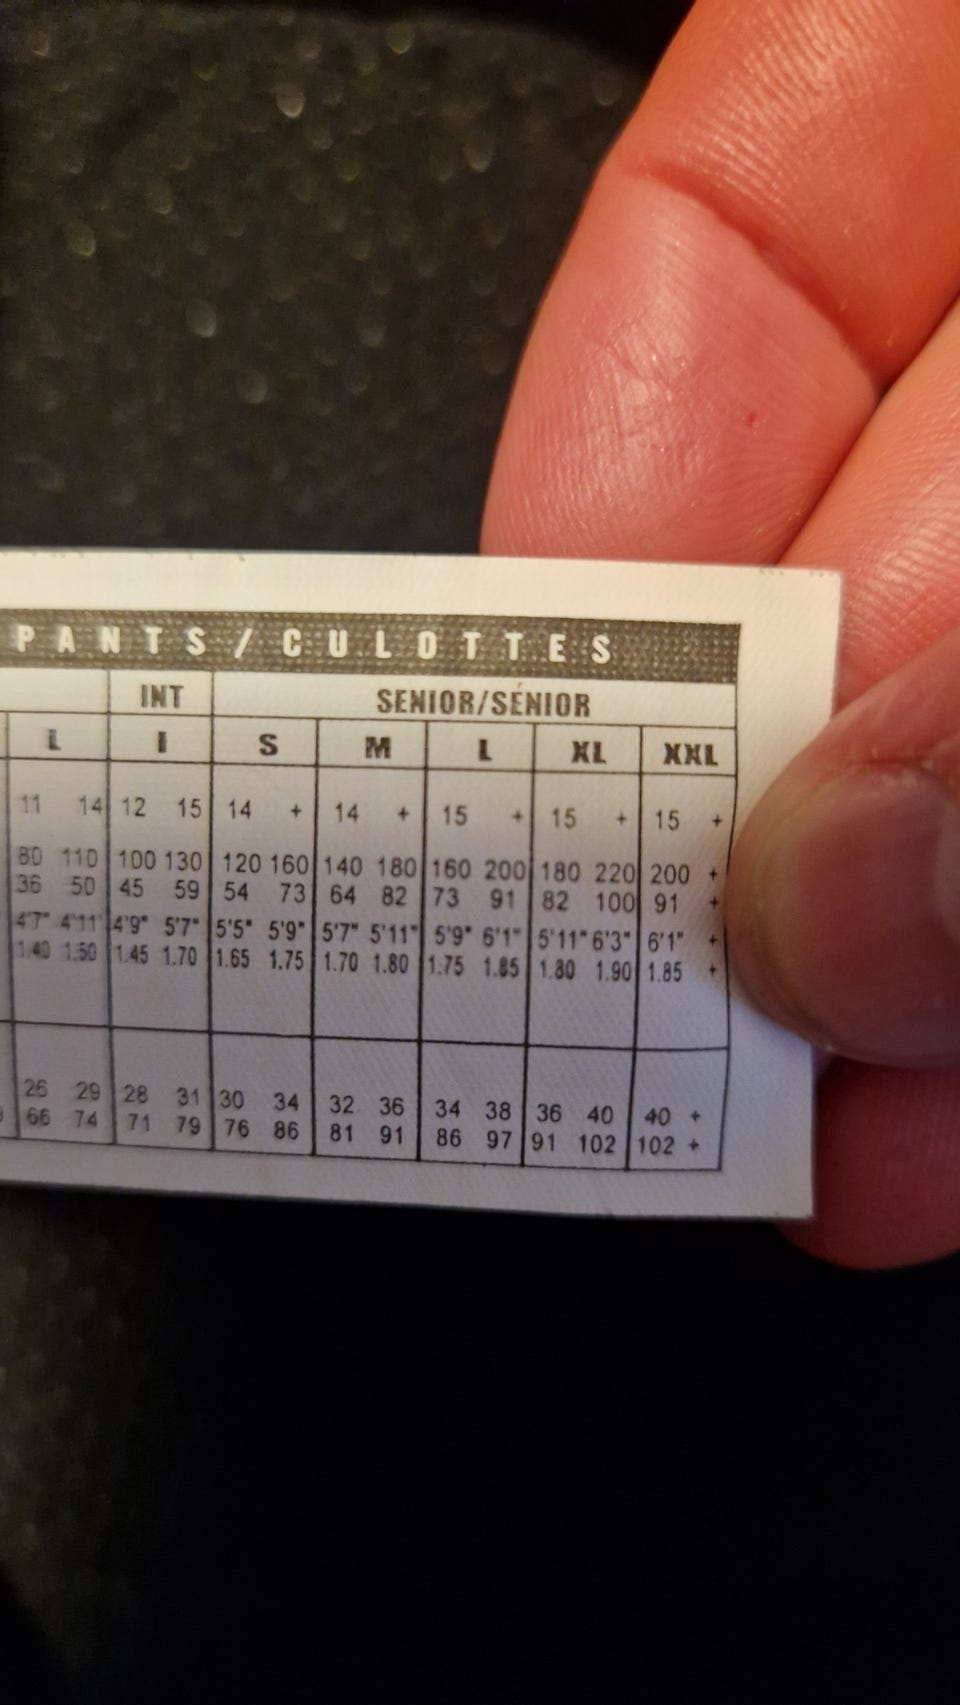 PANTS/CULOTTES
INT SENIOR/SÉNIOR
L I S M L XL XXL
11 14 12 15 14 + 14 + 15 + 15 + 15 +
80 110 100 130 120 160 140 180 160 200 180 220 200 +
36 50 45 59 54 73 64 82 73 91 82 100 91 +
4'7" 4'11" 4'9" 5'7" 5'5" 5'9" 5'7" 5'11" 5'9" 6'1" 5'11" 6'3" 6'1" +
1.40 1.50 1.45 1.70 1.65 1.75 1.70 1.80 1.75 1.85 1.80 1.90 1.85 +
26 29 28 31 30 34 32 36 34 38 36 40 40 +
66 74 71 79 76 86 81 91 86 97 91 102 102 +